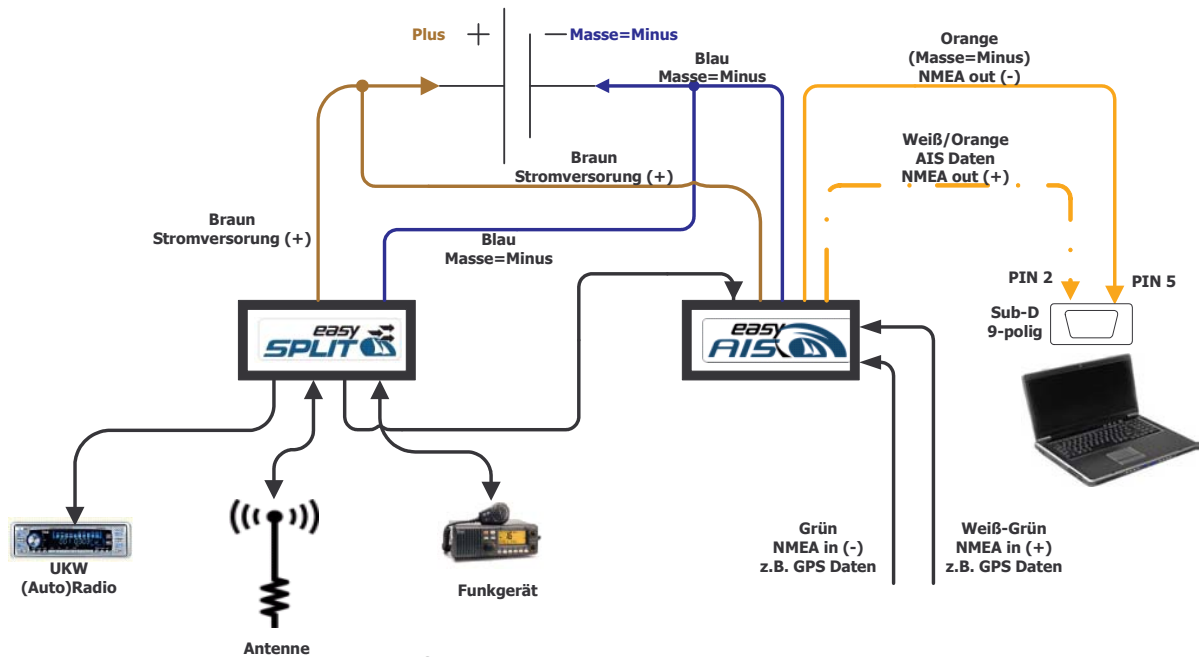 Plus
Masse=Minus
Blau
Masse=Minus
Orange
(Masse=Minus)
NMEA out (-)
Weiß/Orange
AIS Daten
NMEA out (+)
Braun
Stromversorung (+)
Braun
Stromversorung (+)
Blau
Masse=Minus
PIN 2
PIN 5
Sub-D
9-polig
easy
SPLIT
easy
AIS
UKW
(Auto)Radio
Antenne
Funkgerät
Grün
NMEA in (-)
z.B. GPS Daten
Weiß-Grün
NMEA in (+)
z.B. GPS Daten